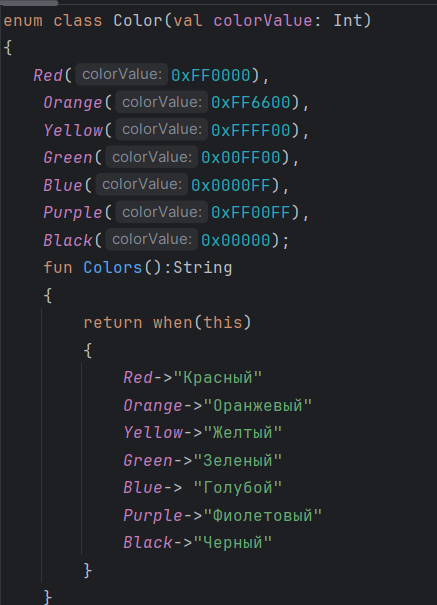 enum class Color(val colorValue: Int)
{
Red( colorValue: 0xFF0000),
Orange( colorValue: 0xFF6600),
Yellow( colorValue: 0xFFFF00),
Green( colorValue: 0x00FF00),
Blue( colorValue: 0x0000FF),
Purple( colorValue: 0xFF00FF),
Black( colorValue: 0x00000);
fun Colors():String
{
return when(this)
{
Red->"Красный"
Orange->"Оранжевый"
Yellow->"Желтый"
Green->"Зеленый"
Blue-> "Голубой"
Purple->"Фиолетовый"
Black->"Черный"
}
}